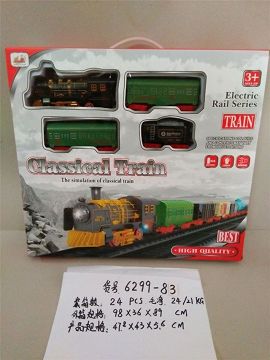 3+
Electric
Rail Series
TRAIN
Classical Train
The simulation of classical train
BEST
HIGH QUALITY
货号 6299-83
套箱数: 24 PCS 毛净 24/21 KG
外箱规格: 98×36×89 CM
产品规格: 47.2×43×5.6 CM